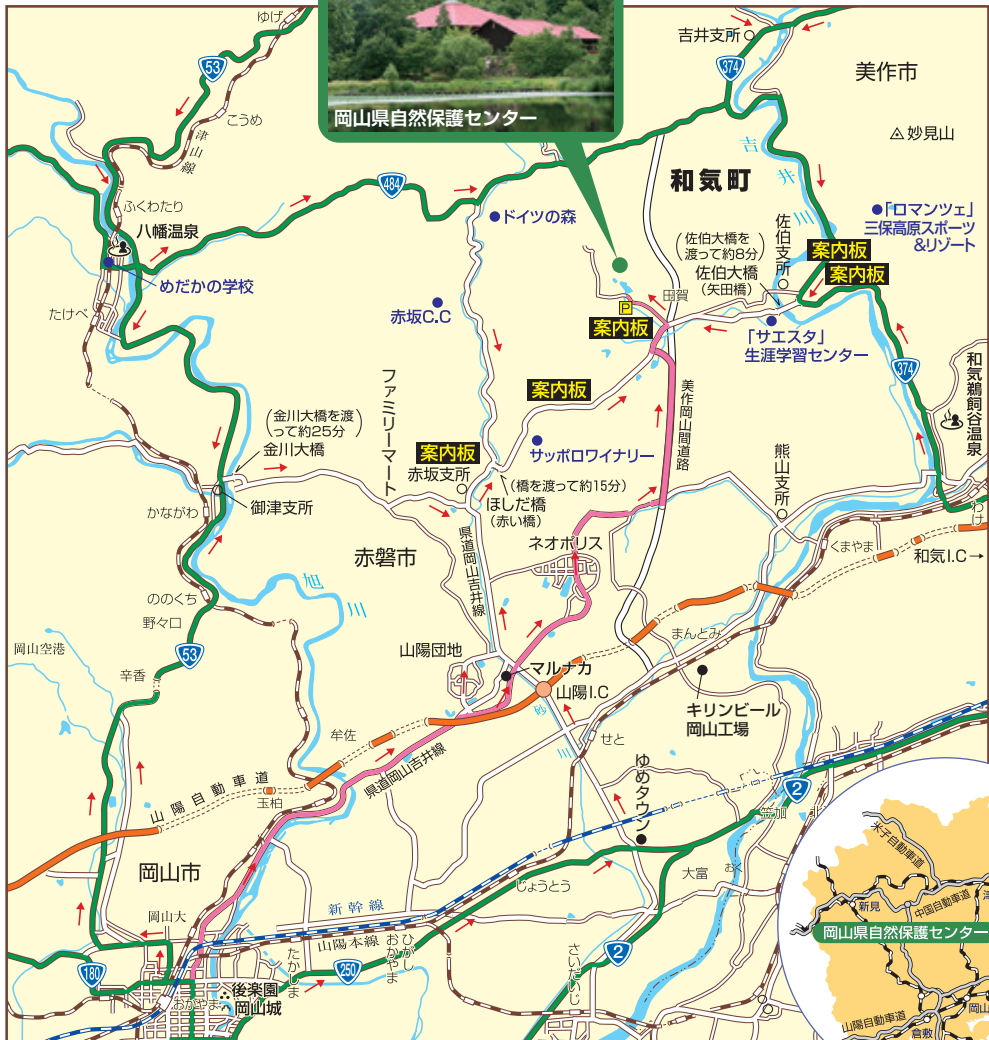 ゆげ
53
こうめ
津山線
岡山県自然保護センター
吉井支所
374
美作市
妙見山
吉井川
和気町
484
ふくわたり
八幡温泉
めだかの学校
たけべ
ドイツの森
赤坂C.C
(佐伯大橋を
渡って約8分)
佐伯大橋
(矢田橋)
佐伯支所
「ロマンツェ」
三保高原スポーツ
&リゾート
案内板
案内板
田賀
P
案内板
「サエスタ」
生涯学習センター
374
和気鵜飼谷温泉
美作岡山間道路
案内板
ファミリーマート
(金川大橋を渡
って約25分)
金川大橋
案内板
赤坂支所
サッポロワイナリー
(橋を渡って約15分)
ほしだ橋
(赤い橋)
熊山支所
かながわ
御津支所
わけ
くまやま
和気I.C
赤磐市
県道岡山吉井線
ネオポリス
旭川
ののくち
野々口
53
岡山空港
辛香
山陽団地
マルナカ
山陽I.C
砂川
まんとみ
キリンビール
岡山工場
せと
牟佐
県道岡山吉井線
山陽自動車道
玉柏
ゆめタウン
2
笠加
岡山市
じょうとう
大富
おく
岡山大
新幹線
山陽本線
ひがしおかやま
たかしま
250
さいだいじ
2
180
おかやま
後楽園
岡山城
米子自動車道
新見
中国自動車道
岡山県自然保護センター
岡山
山陽自動車道
倉敷